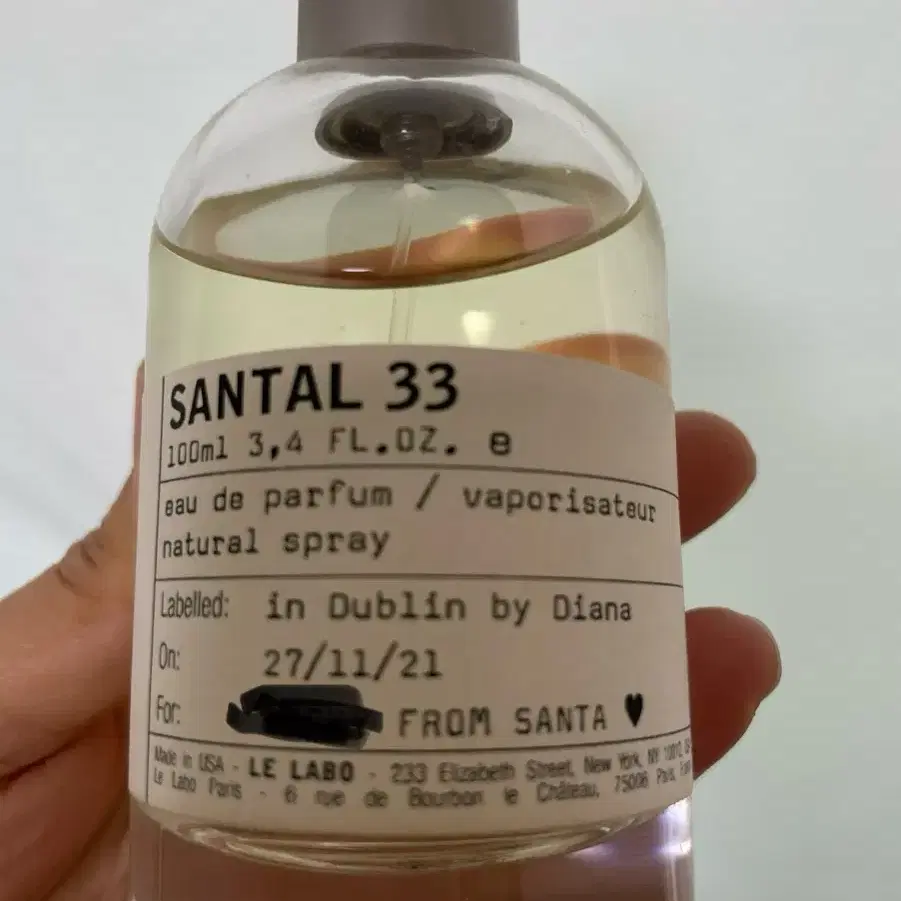 SANTAL 33
100ml 3,4 FL.OZ. e
eau de parfum / vaporisateur
natural spray
Labelled: in Dublin by Diana
On: 27/11/21
For: FROM SANTA ♥
Made in USA - LE LABO - 233 Elizabeth Street, New York, NY 10012
Le Labo Paris - 6 rue de Bourbon le Château, 75006 Paris,